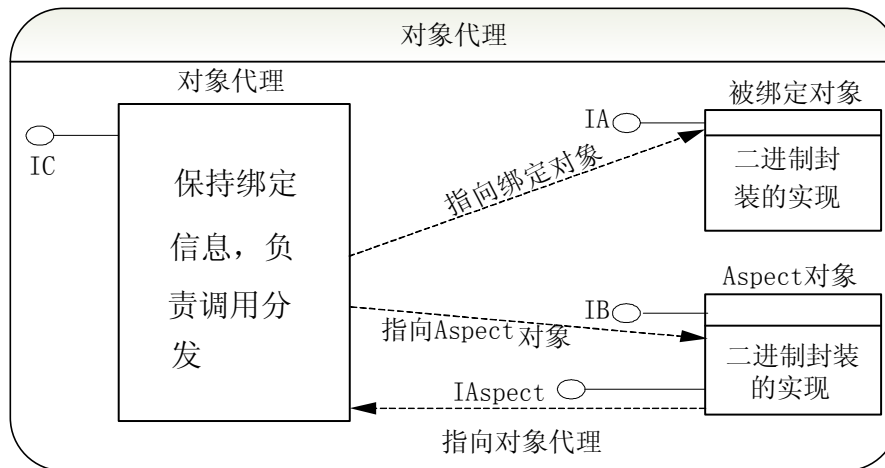 对象代理
对象代理
被绑定对象
IC
IA
保持绑定
信息，负
责调用分
发
指向绑定对象
二进制封
装的实现
Aspect对象
IB
指向Aspect对象
二进制封装
的实现
IAspect
指向对象代理